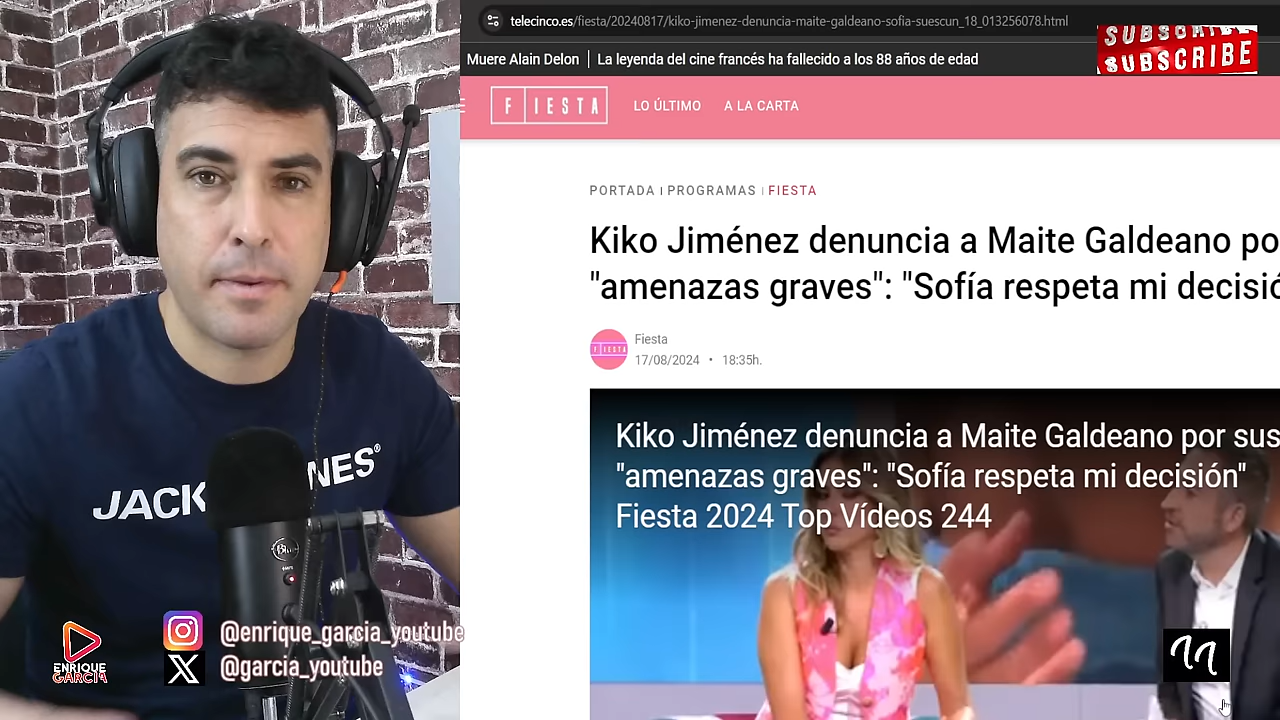 telecinco.es/fiesta/20240817/kiko-jimenez-denuncia-maite-galdeano-sofia-suescun_18_013256078.html
SUBSCRIBE
SUBSCRIBE
Muere Alain Delon | La leyenda del cine francés ha fallecido a los 88 años de edad
FIESTA
LO ÚLTIMO
A LA CARTA
PORTADA | PROGRAMAS | FIESTA
Kiko Jiménez denuncia a Maite Galdeano po
"amenazas graves": "Sofía respeta mi decisió
FIESTA
Fiesta
17/08/2024 • 18:35h.
Kiko Jiménez denuncia a Maite Galdeano por sus
"amenazas graves": "Sofía respeta mi decisión"
Fiesta 2024 Top Vídeos 244
JACK NES®
Blue
ENRIQUE
GARCIA
@enrique_garcia_youtube
@garcia_youtube